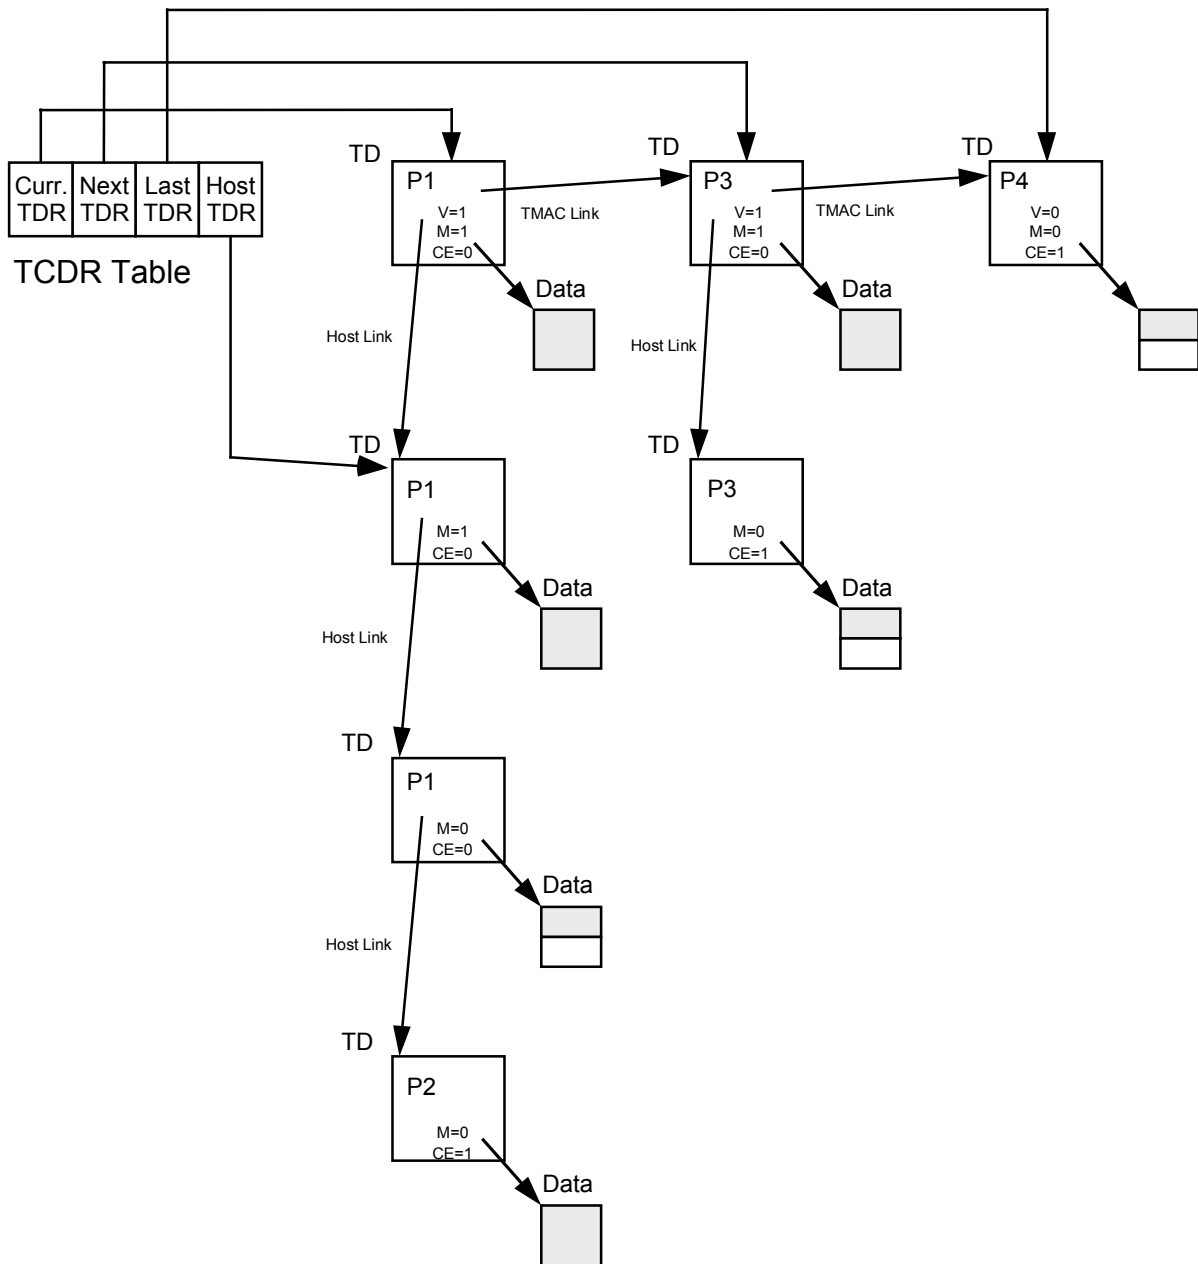 TD
TD
TD
Curr.
TDR
Next
TDR
Last
TDR
Host
TDR
TCDR Table
P1
V=1
M=1
CE=0
TMAC Link
P3
V=1
M=1
CE=0
TMAC Link
P4
V=0
M=0
CE=1
Data
Data
Host Link
Host Link
TD
TD
P1
M=1
CE=0
P3
M=0
CE=1
Data
Data
Host Link
TD
P1
M=0
CE=0
Data
Host Link
TD
P2
M=0
CE=1
Data